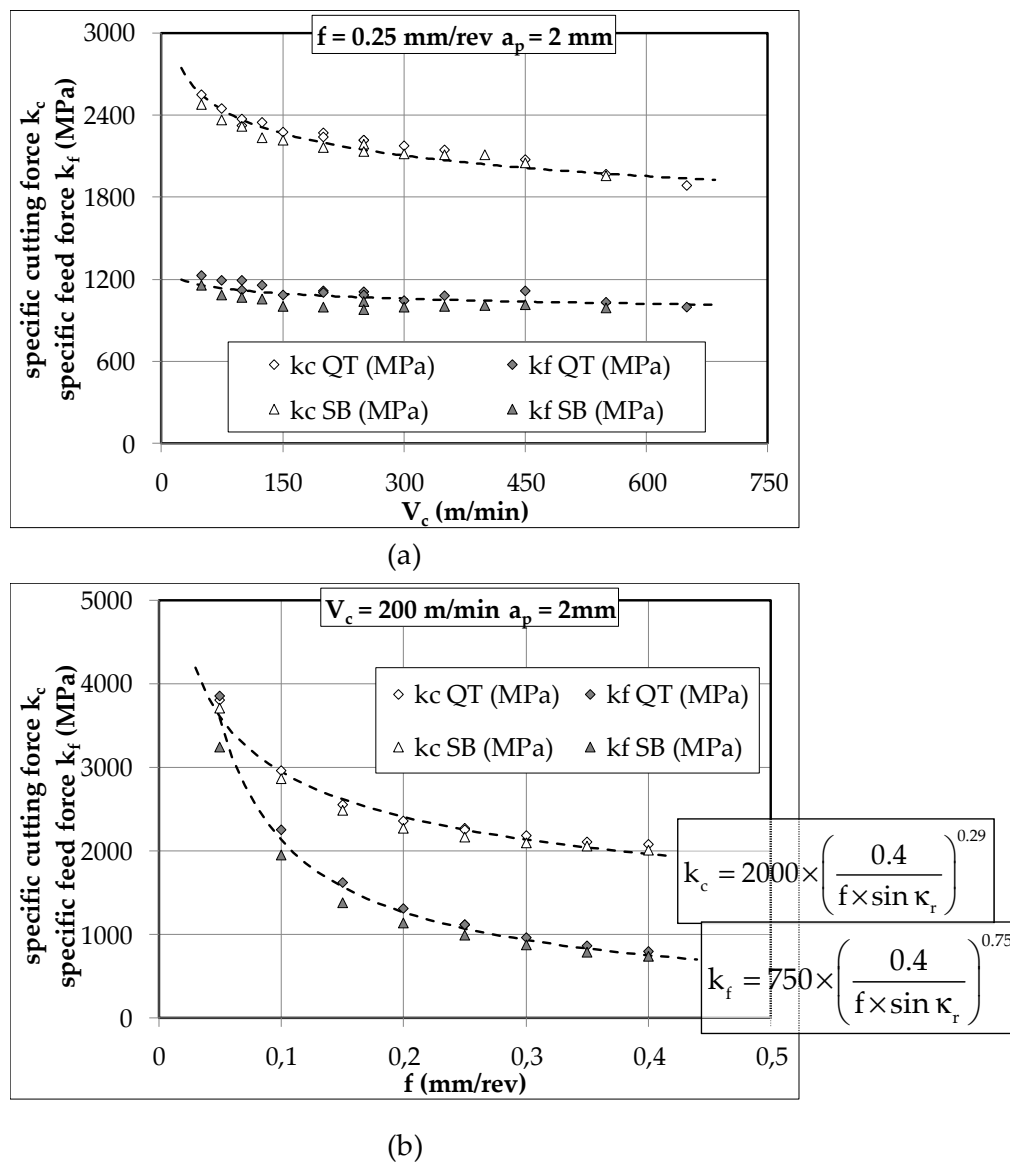 f = 0.25 mm/rev a_p = 2 mm
specific cutting force k_c
specific feed force k_f (MPa)
3000
2400
1800
1200
600
0
kc QT (MPa) kf QT (MPa)
kc SB (MPa) kf SB (MPa)
0 150 300 450 600 750
V_c (m/min)
(a)
V_c = 200 m/min a_p = 2mm
specific cutting force k_c
specific feed force k_f (MPa)
5000
4000
3000
2000
1000
0
kc QT (MPa) kf QT (MPa)
kc SB (MPa) kf SB (MPa)
k_c = 2000 × (0.4 / (f × sin κ_r))^0.29
k_f = 750 × (0.4 / (f × sin κ_r))^0.75
0 0,1 0,2 0,3 0,4 0,5
f (mm/rev)
(b)